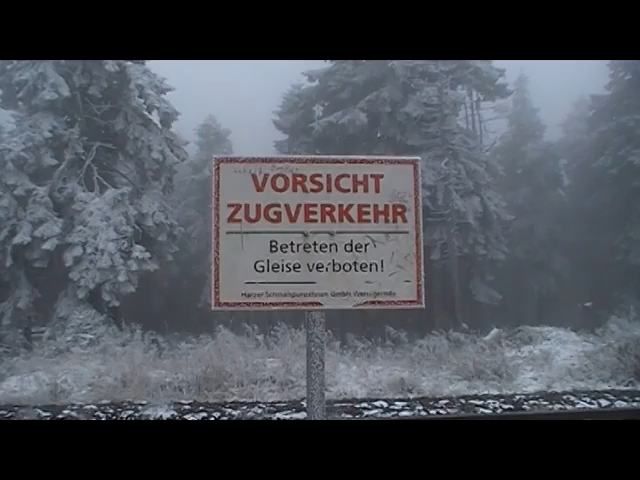 VORSICHT
ZUGVERKEHR
Betreten der
Gleise verboten!
Harzer Schmalspurbahnen GmbH Wernigerode